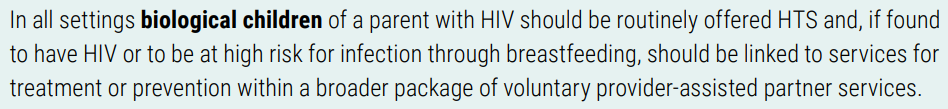 In all settings biological children of a parent with HIV should be routinely offered HTS and, if found
to have HIV or to be at high risk for infection through breastfeeding, should be linked to services for
treatment or prevention within a broader package of voluntary provider-assisted partner services.